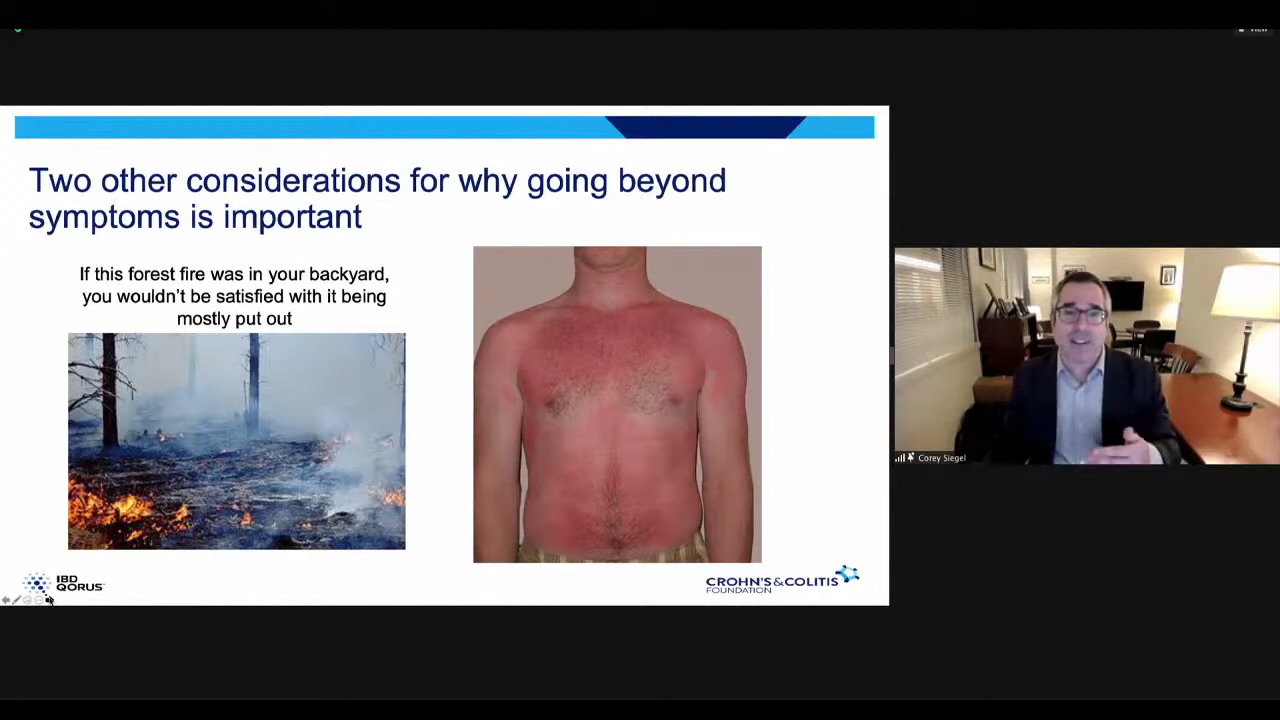 View
Two other considerations for why going beyond
symptoms is important
If this forest fire was in your backyard,
you wouldn't be satisfied with it being
mostly put out
IBD
QORUS
CROHN'S & COLITIS
FOUNDATION
Corey Siegel